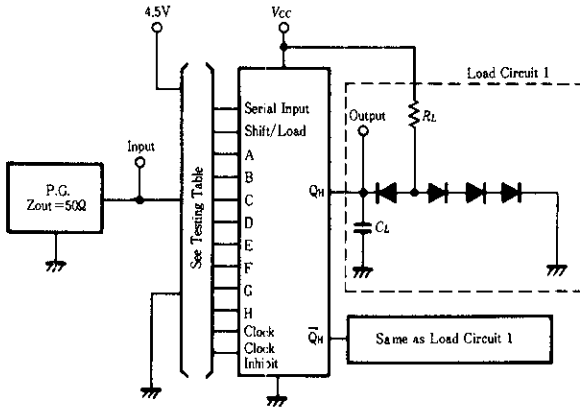 4.5V
VCC
Load Circuit 1
Serial Input
Shift/Load
Output
RL
Input
A
B
P.G.
Zout=50Ω
See Testing Table
C
QH
D
E
CL
F
G
H
Clock
Q̅H
Same as Load Circuit 1
Clock
Inhibit